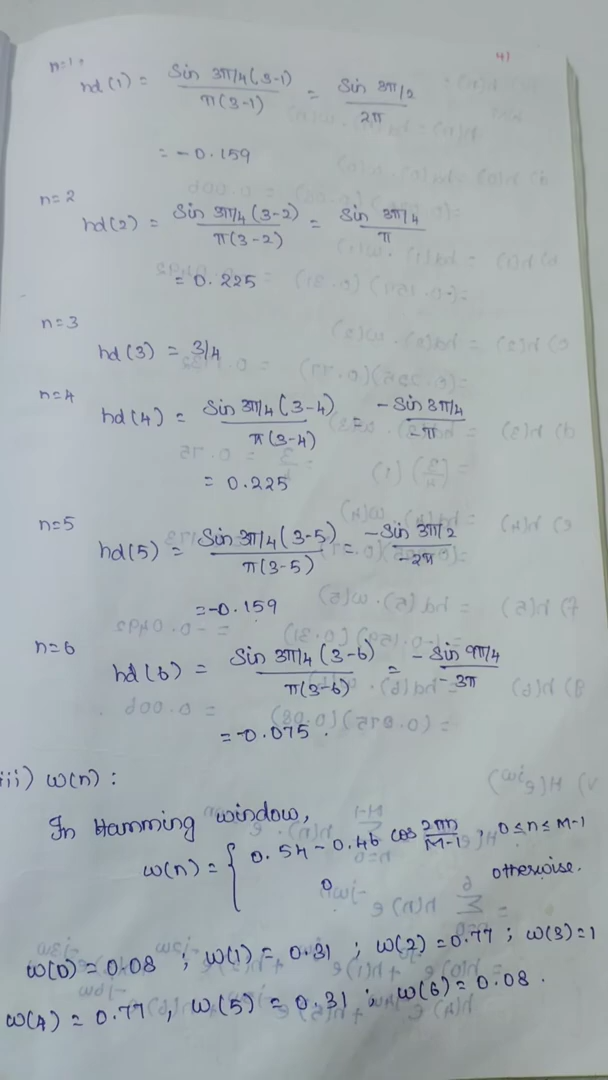 4)
n=1,
hd(1) = Sin 3π/4(3-1) / π(3-1) = Sin 3π/2 / 2π
= -0.159
n=2
hd(2) = Sin 3π/4(3-2) / π(3-2) = Sin 3π/4 / π
= 0.225
n=3
hd(3) = 3/4
n=4
hd(4) = Sin 3π/4(3-4) / π(3-4) = -Sin 3π/4 / -π
= 0.225
n=5
hd(5) = Sin 3π/4(3-5) / π(3-5) = -Sin 3π/2 / -2π
= -0.159
n=6
hd(6) = Sin 3π/4(3-6) / π(3-6) = -Sin 9π/4 / -3π
= -0.075.
iii) w(n) :
In Hamming window,
w(n) = { 0.54 - 0.46 cos 2πn / M-1 , 0≤n≤M-1
0 otherwise.
w(0) = 0.08 ; w(1) = 0.31 ; w(2) = 0.77 ; w(3) = 1
w(4) = 0.77, w(5) = 0.31 ; w(6) = 0.08.